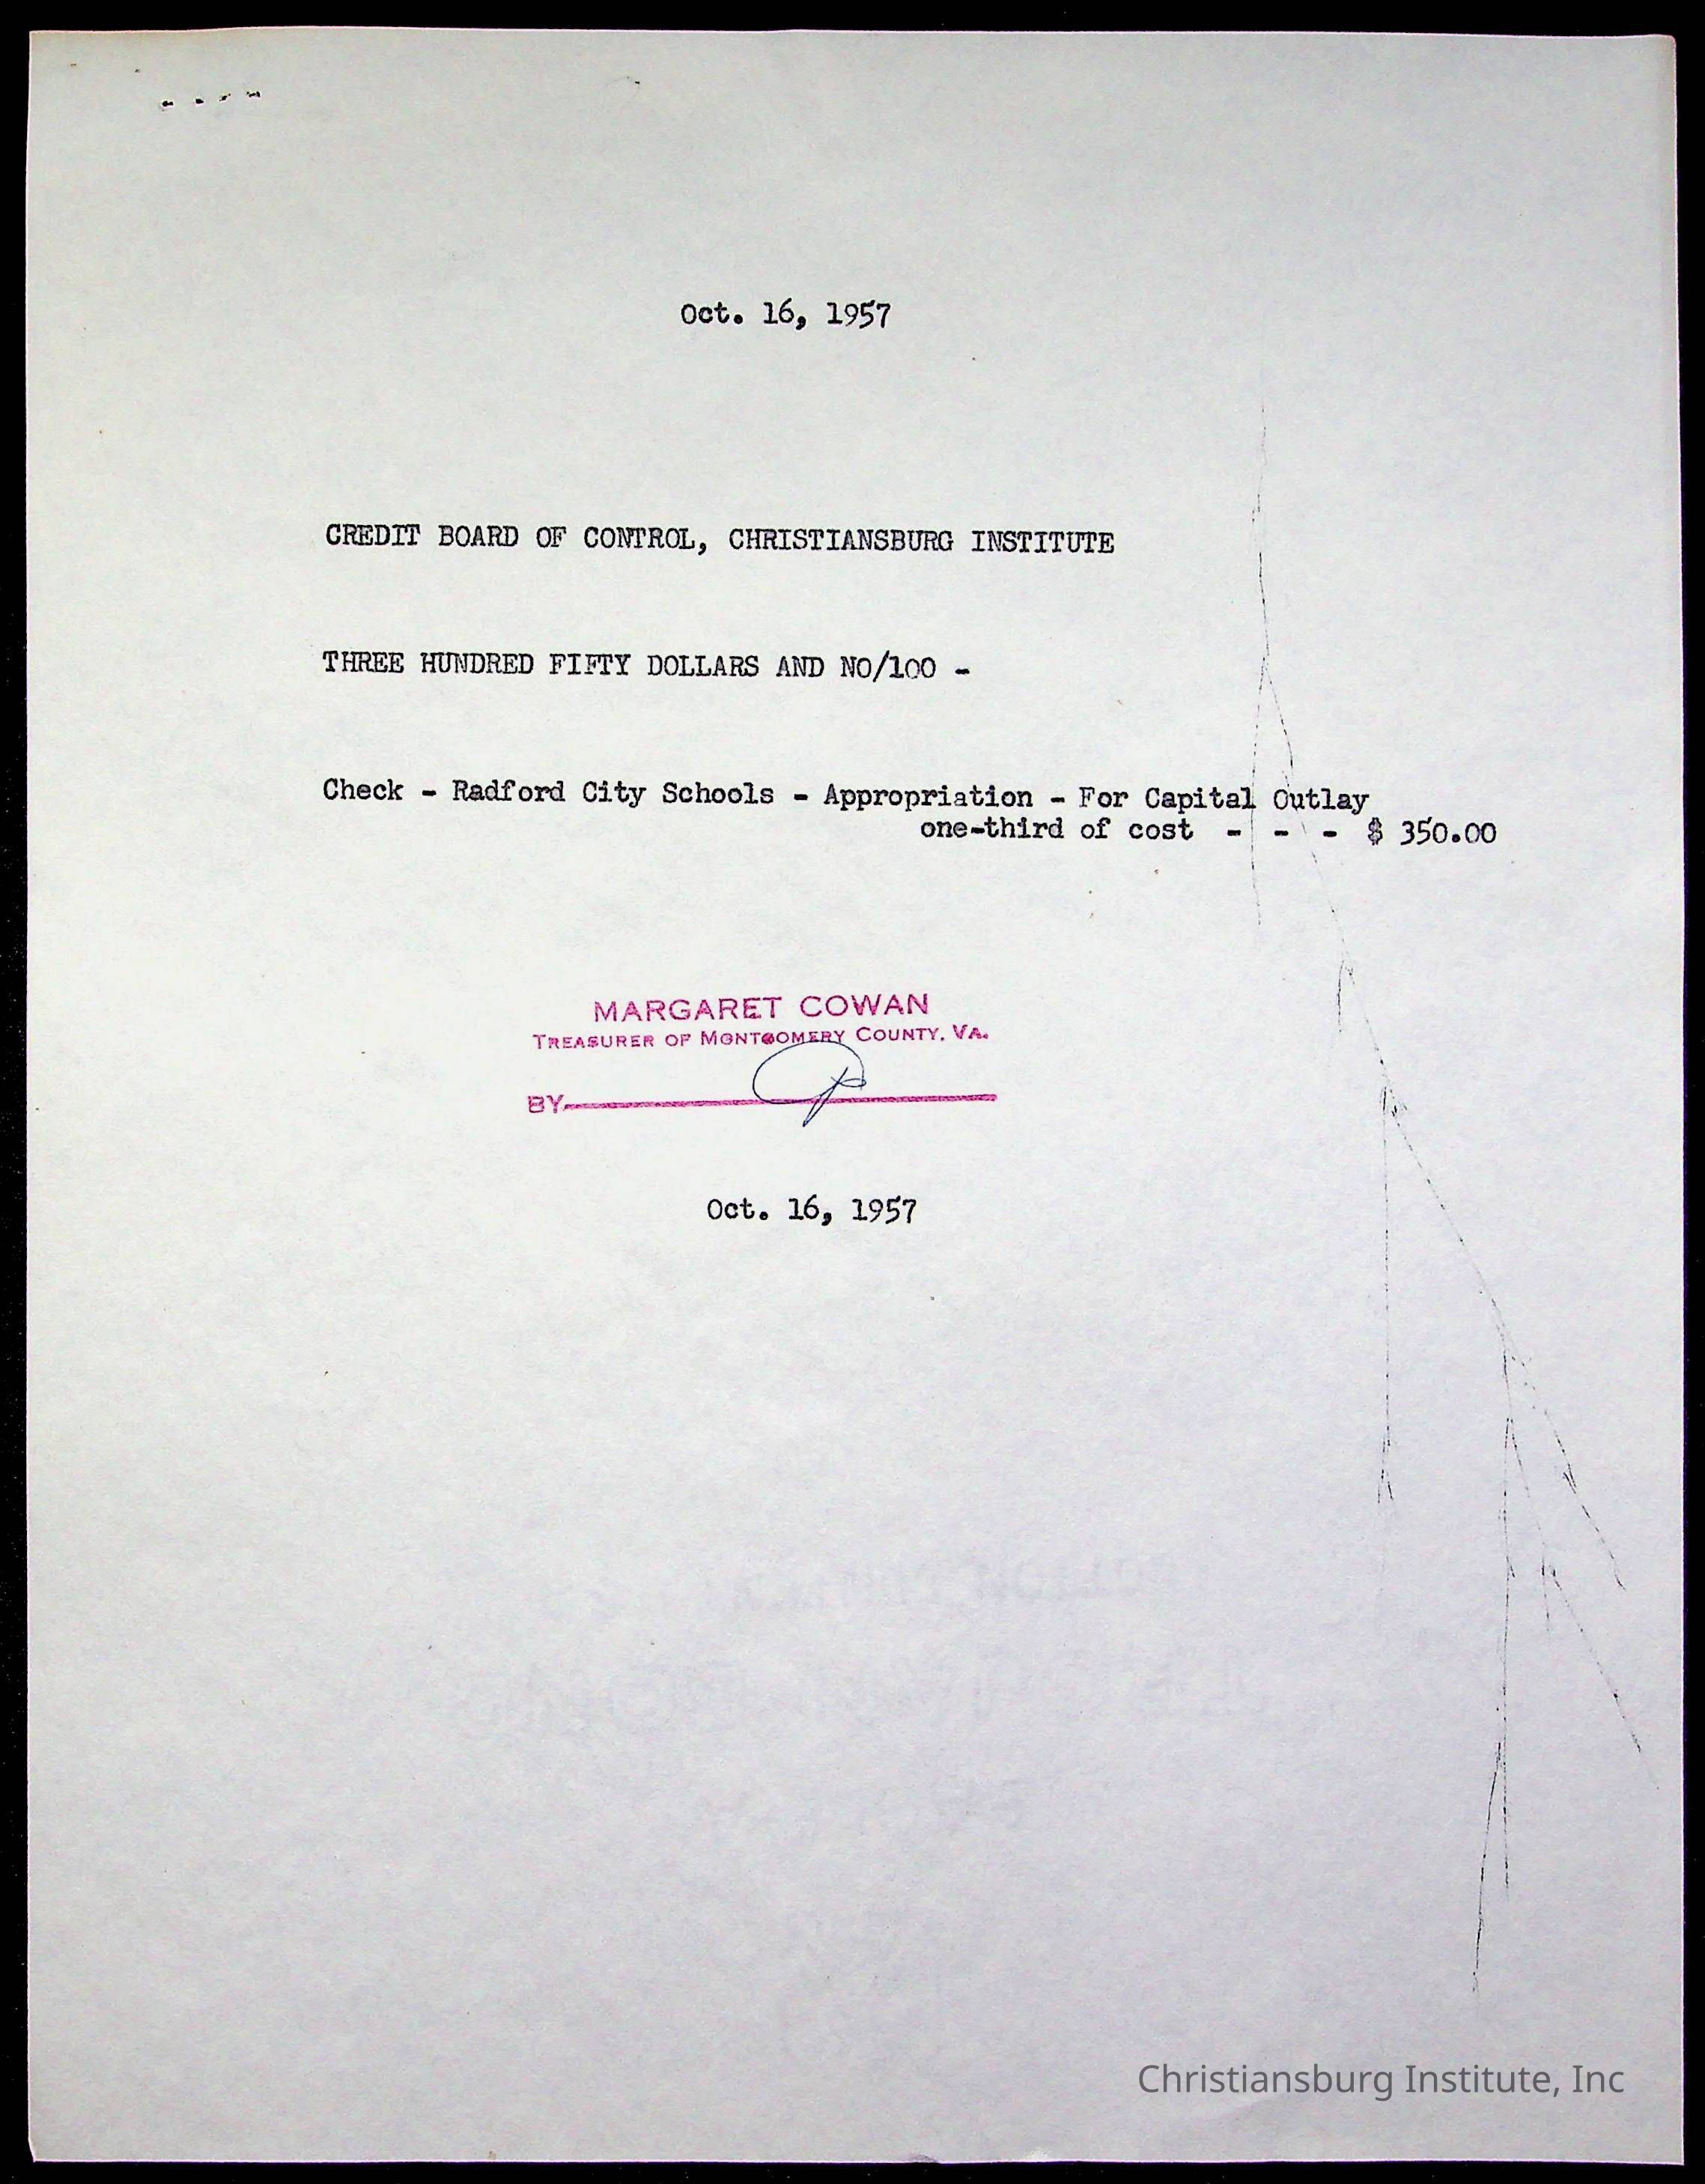 Oct. 16, 1957
CREDIT BOARD OF CONTROL, CHRISTIANSBURG INSTITUTE
THREE HUNDRED FIFTY DOLLARS AND NO/100 -
Check - Radford City Schools - Appropriation - For Capital Outlay
one-third of cost - - - $ 350.00
MARGARET COWAN
TREASURER OF MONTGOMERY COUNTY, VA.
BY
Oct. 16, 1957
Christiansburg Institute, Inc